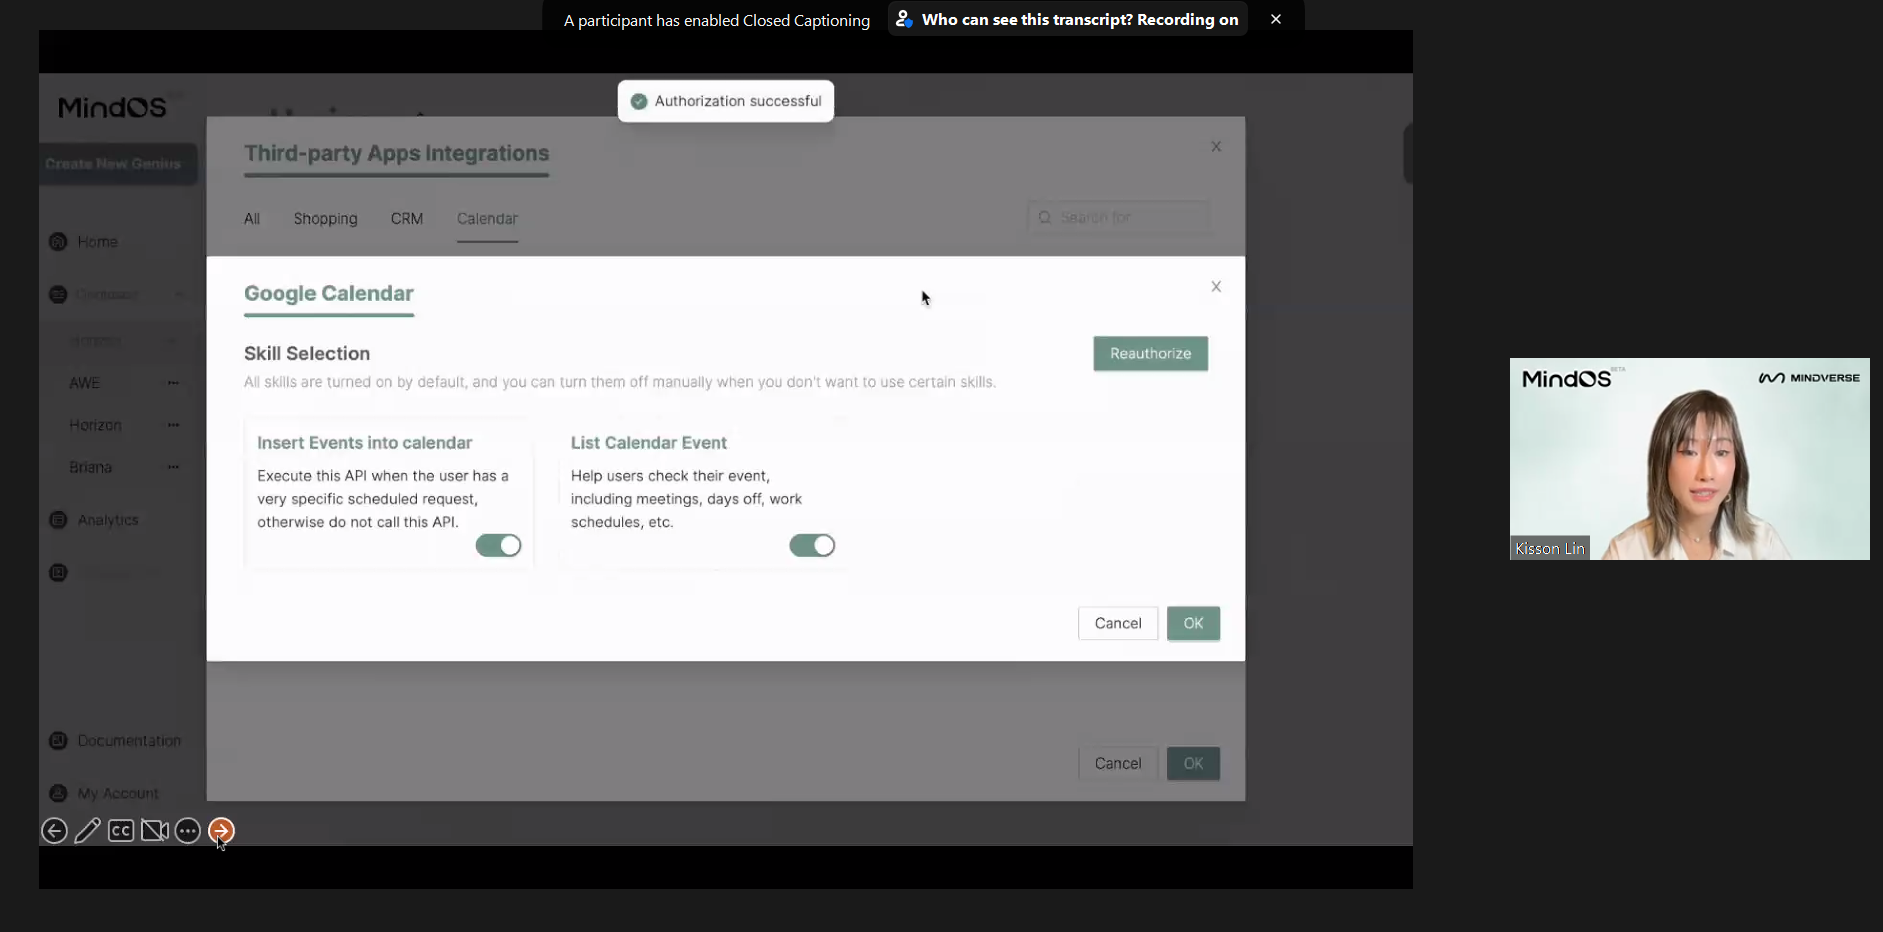 A participant has enabled Closed Captioning
Who can see this transcript? Recording on
MindOS
Authorization successful
Create New Genius
Third-party Apps Integrations
All
Shopping
CRM
Calendar
Search for
Home
Google Calendar
Skill Selection
Reauthorize
All skills are turned on by default, and you can turn them off manually when you don't want to use certain skills.
AWE
Horizon
Briana
Analytics
Insert Events into calendar
Execute this API when the user has a
very specific scheduled request,
otherwise do not call this API.
List Calendar Event
Help users check their event,
including meetings, days off, work
schedules, etc.
Cancel
OK
Cancel
OK
Documentation
My Account
CC
MindOS BETA
MINDVERSE
Kisson Lin